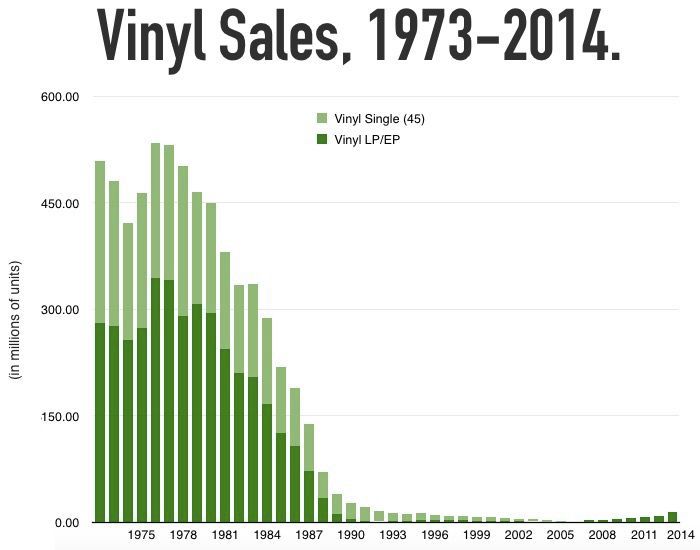 Vinyl Sales, 1973-2014.
600.00
Vinyl Single (45)
Vinyl LP/EP
450.00
(in millions of units)
300.00
150.00
0.00
1975 1978 1981 1984 1987 1990 1993 1996 1999 2002 2005 2008 2011 2014